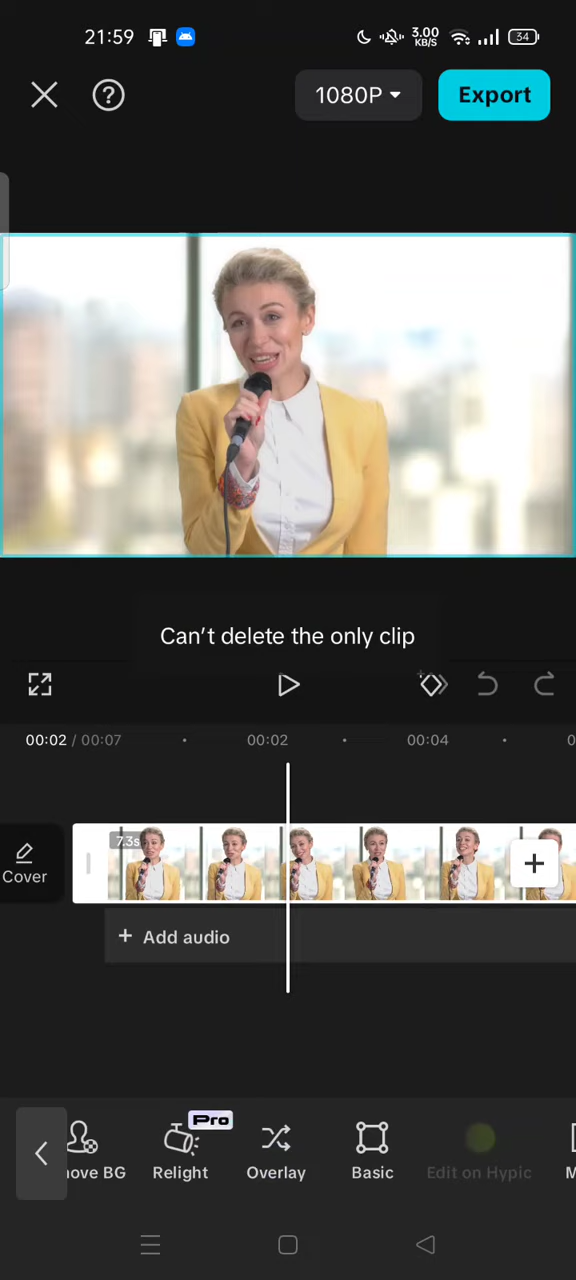 21:59
3.00
KB/S
34
1080P
Export
Can't delete the only clip
00:02 / 00:07
00:02
00:04
0
7.3s
Cover
Add audio
Pro
ove BG
Relight
Overlay
Basic
Edit on Hypic
M